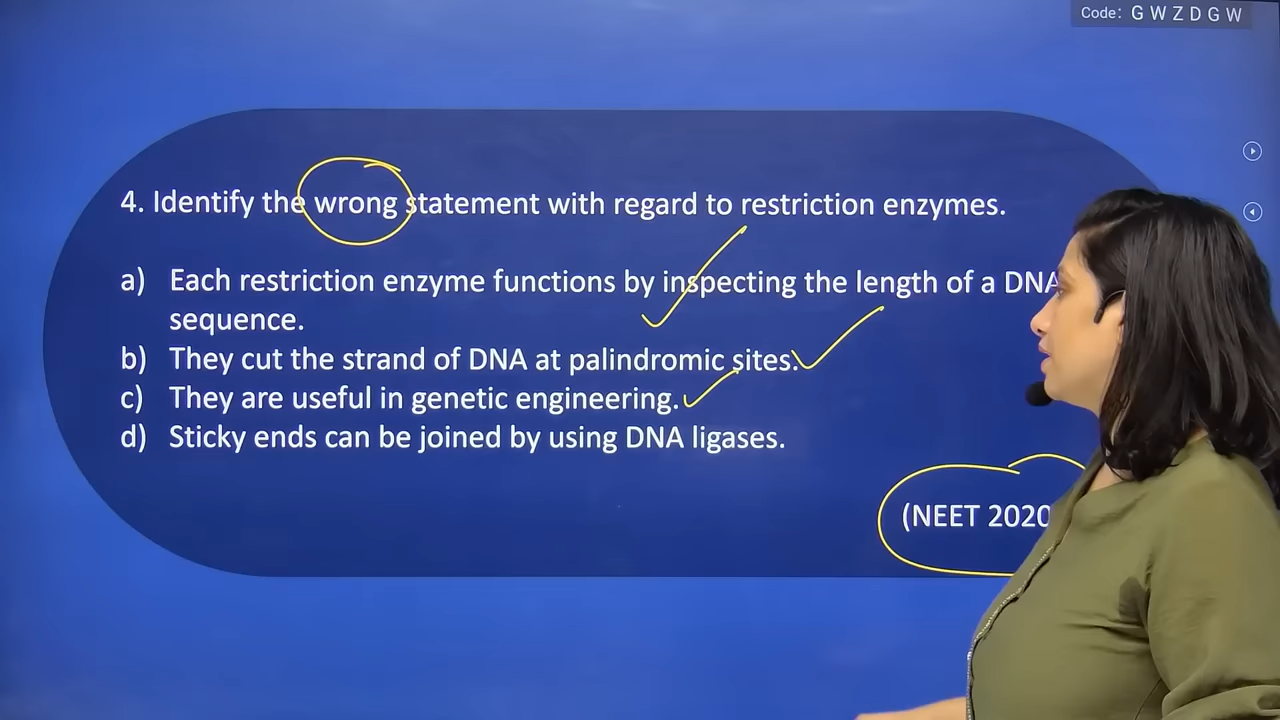 Code: G W Z D G W
4. Identify the wrong statement with regard to restriction enzymes.
a) Each restriction enzyme functions by inspecting the length of a DNA
sequence.
b) They cut the strand of DNA at palindromic sites.
c) They are useful in genetic engineering.
d) Sticky ends can be joined by using DNA ligases.
(NEET 2020